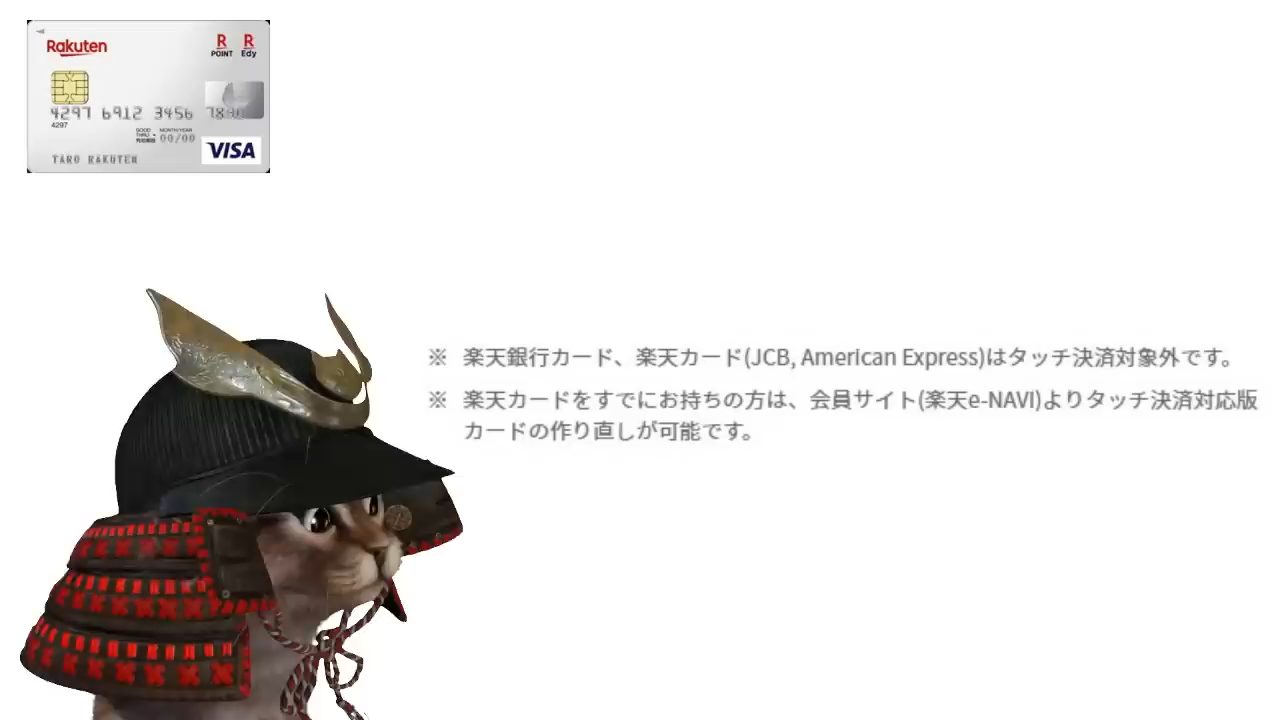 Rakuten
R R
POINT Edy
4297 6912 3456 7890
4297
GOOD THRU MONTH/YEAR
00/00
VISA
TARO RAKUTEN
※ 楽天銀行カード、楽天カード(JCB, American Express)はタッチ決済対象外です。
※ 楽天カードをすでにお持ちの方は、会員サイト(楽天e-NAVI)よりタッチ決済対応版
カードの作り直しが可能です。